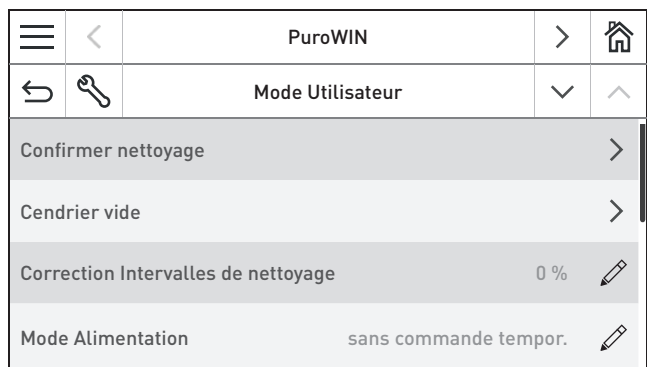 PuroWIN
Mode Utilisateur
Confirmer nettoyage
Cendrier vide
Correction Intervalles de nettoyage 0 %
Mode Alimentation sans commande tempor.